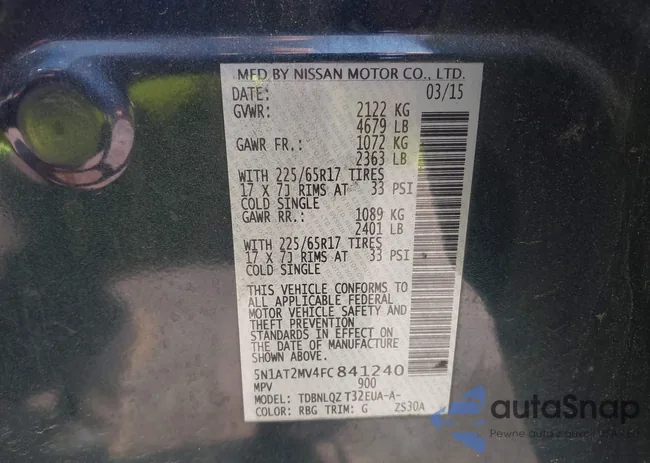 MFD BY NISSAN MOTOR CO., LTD.
DATE: 03/15
GVWR: 2122 KG
4679 LB
GAWR FR.: 1072 KG
2363 LB
WITH 225/65R17 TIRES
17 X 7J RIMS AT 33 PSI
COLD SINGLE
GAWR RR.: 1089 KG
2401 LB
WITH 225/65R17 TIRES
17 X 7J RIMS AT 33 PSI
COLD SINGLE
THIS VEHICLE CONFORMS TO
ALL APPLICABLE FEDERAL
MOTOR VEHICLE SAFETY AND
THEFT PREVENTION
STANDARDS IN EFFECT ON
THE DATE OF MANUFACTURE
SHOWN ABOVE.
5N1AT2MV4FC841240
MPV 900
MODEL: TDBNLQZ T32EUA-A-
COLOR: RBG TRIM: G ZS30A
autaSnap
Pewne auta z